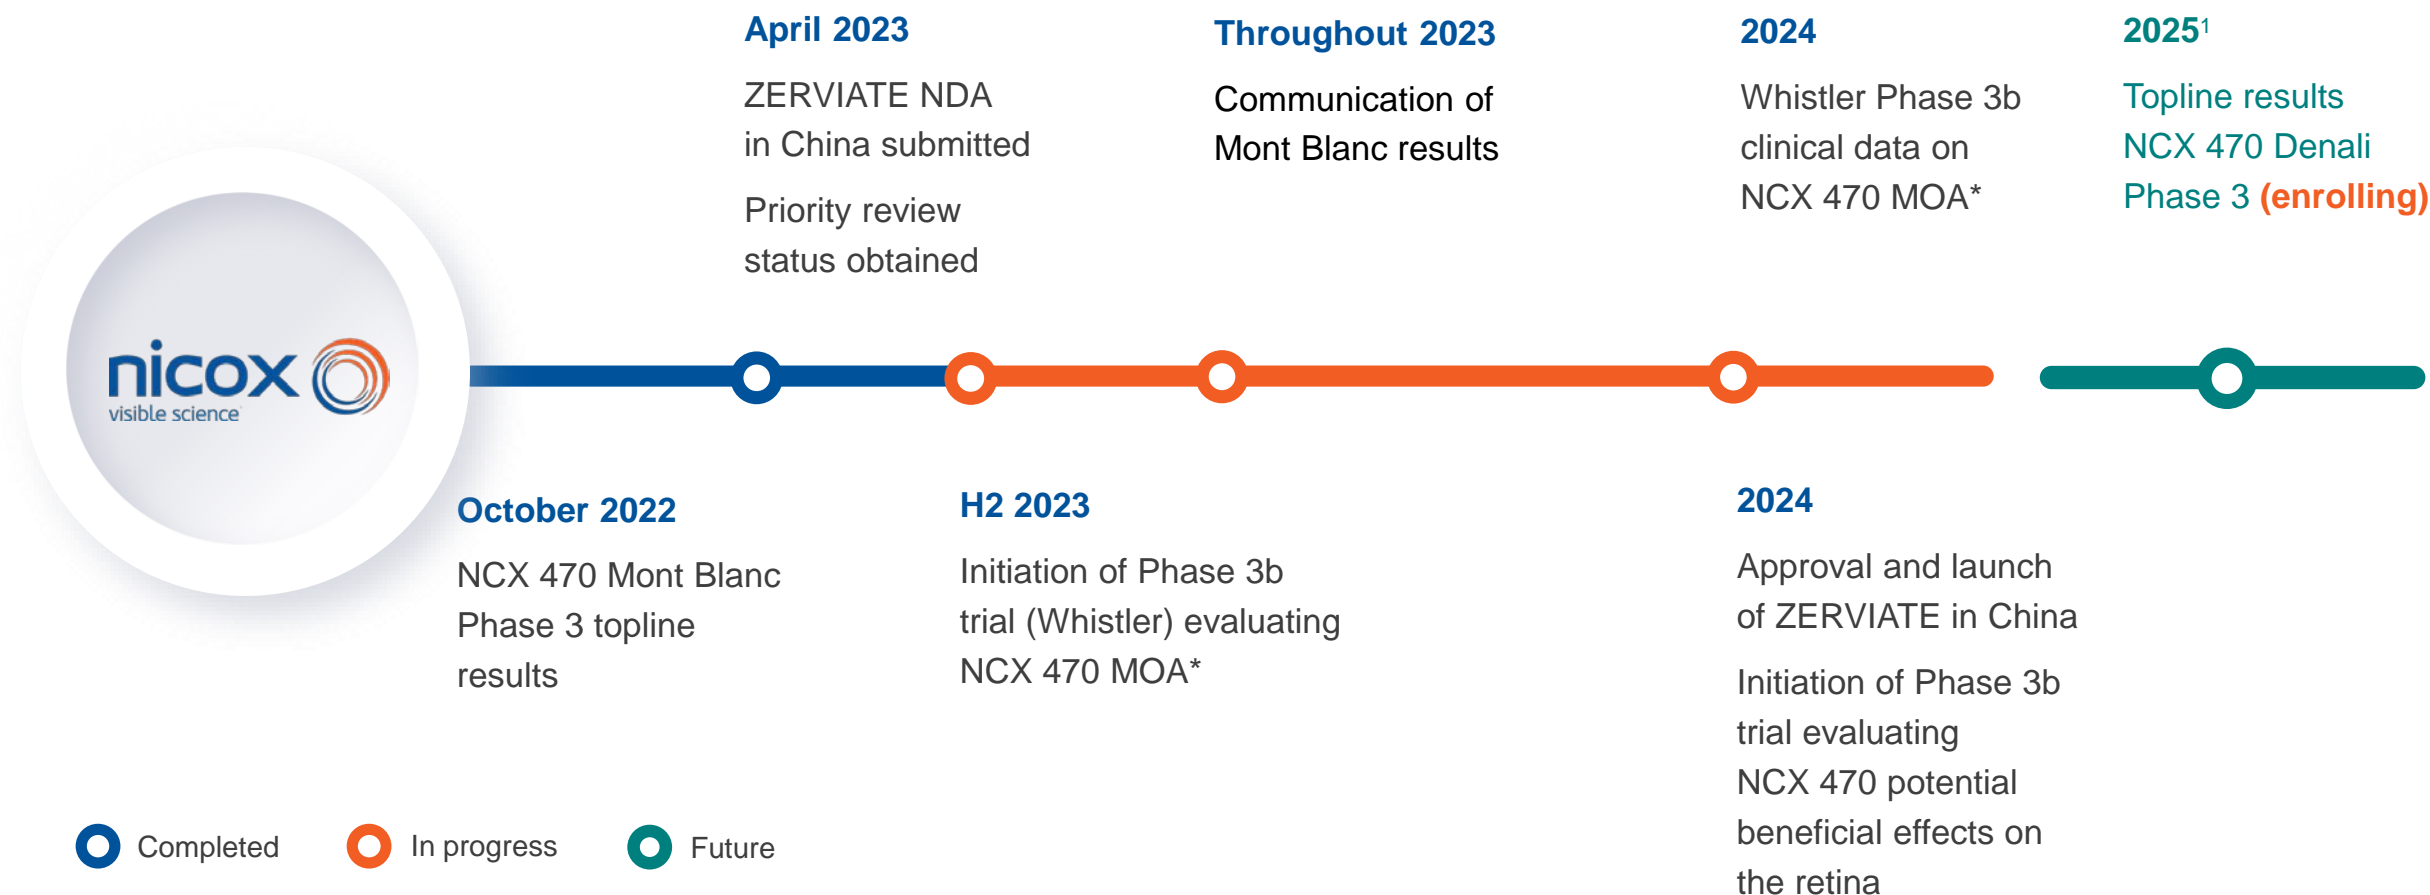 April 2023
ZERVIATE NDA
in China submitted
Priority review
status obtained
Throughout 2023
Communication of
Mont Blanc results
2024
Whistler Phase 3b
clinical data on
NCX 470 MOA*
2025¹
Topline results
NCX 470 Denali
Phase 3 (enrolling)
nicox
visible science
October 2022
NCX 470 Mont Blanc
Phase 3 topline
results
H2 2023
Initiation of Phase 3b
trial (Whistler) evaluating
NCX 470 MOA*
2024
Approval and launch
of ZERVIATE in China
Initiation of Phase 3b
trial evaluating
NCX 470 potential
beneficial effects on
the retina
Completed
In progress
Future